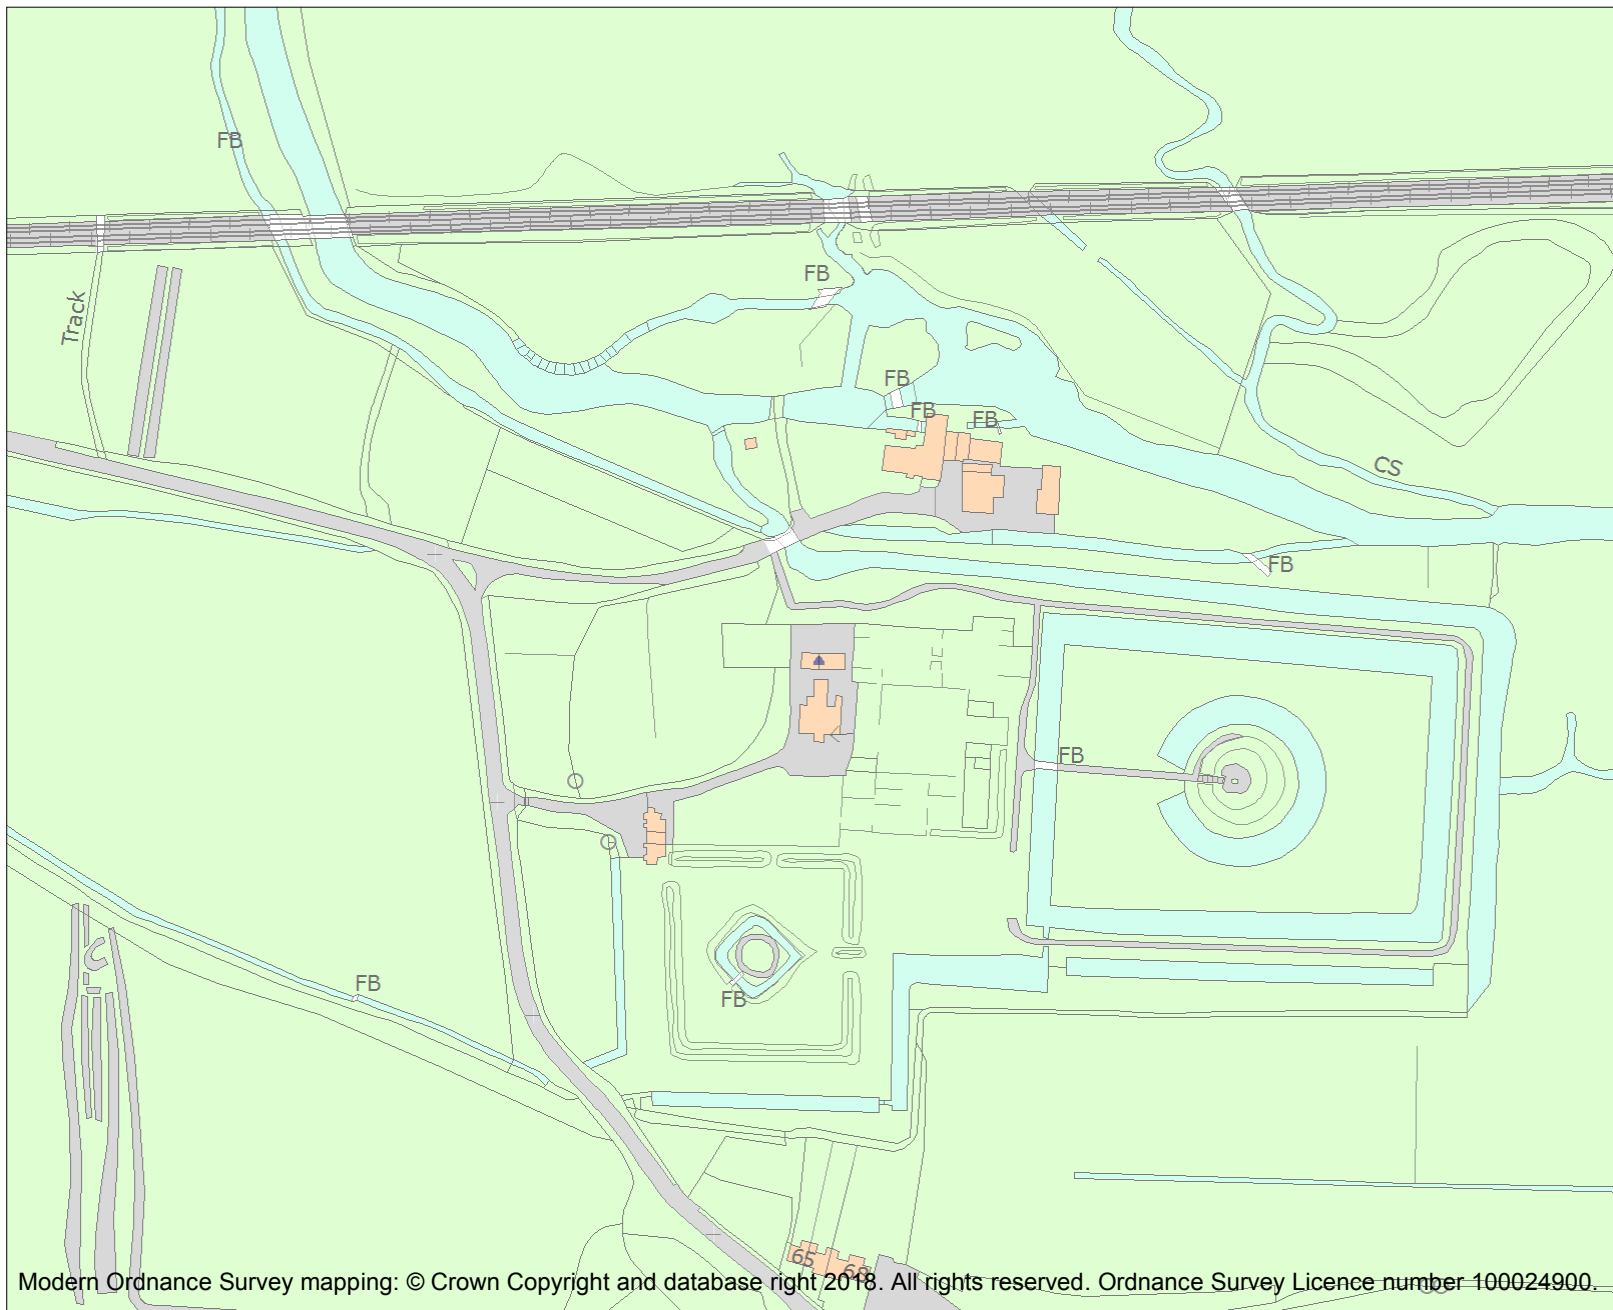 FB
FB
Track
FB
FB
FB
CS
FB
FB
FB
FB
65
68
Modern Ordnance Survey mapping: © Crown Copyright and database right 2018. All rights reserved. Ordnance Survey Licence number 100024900.